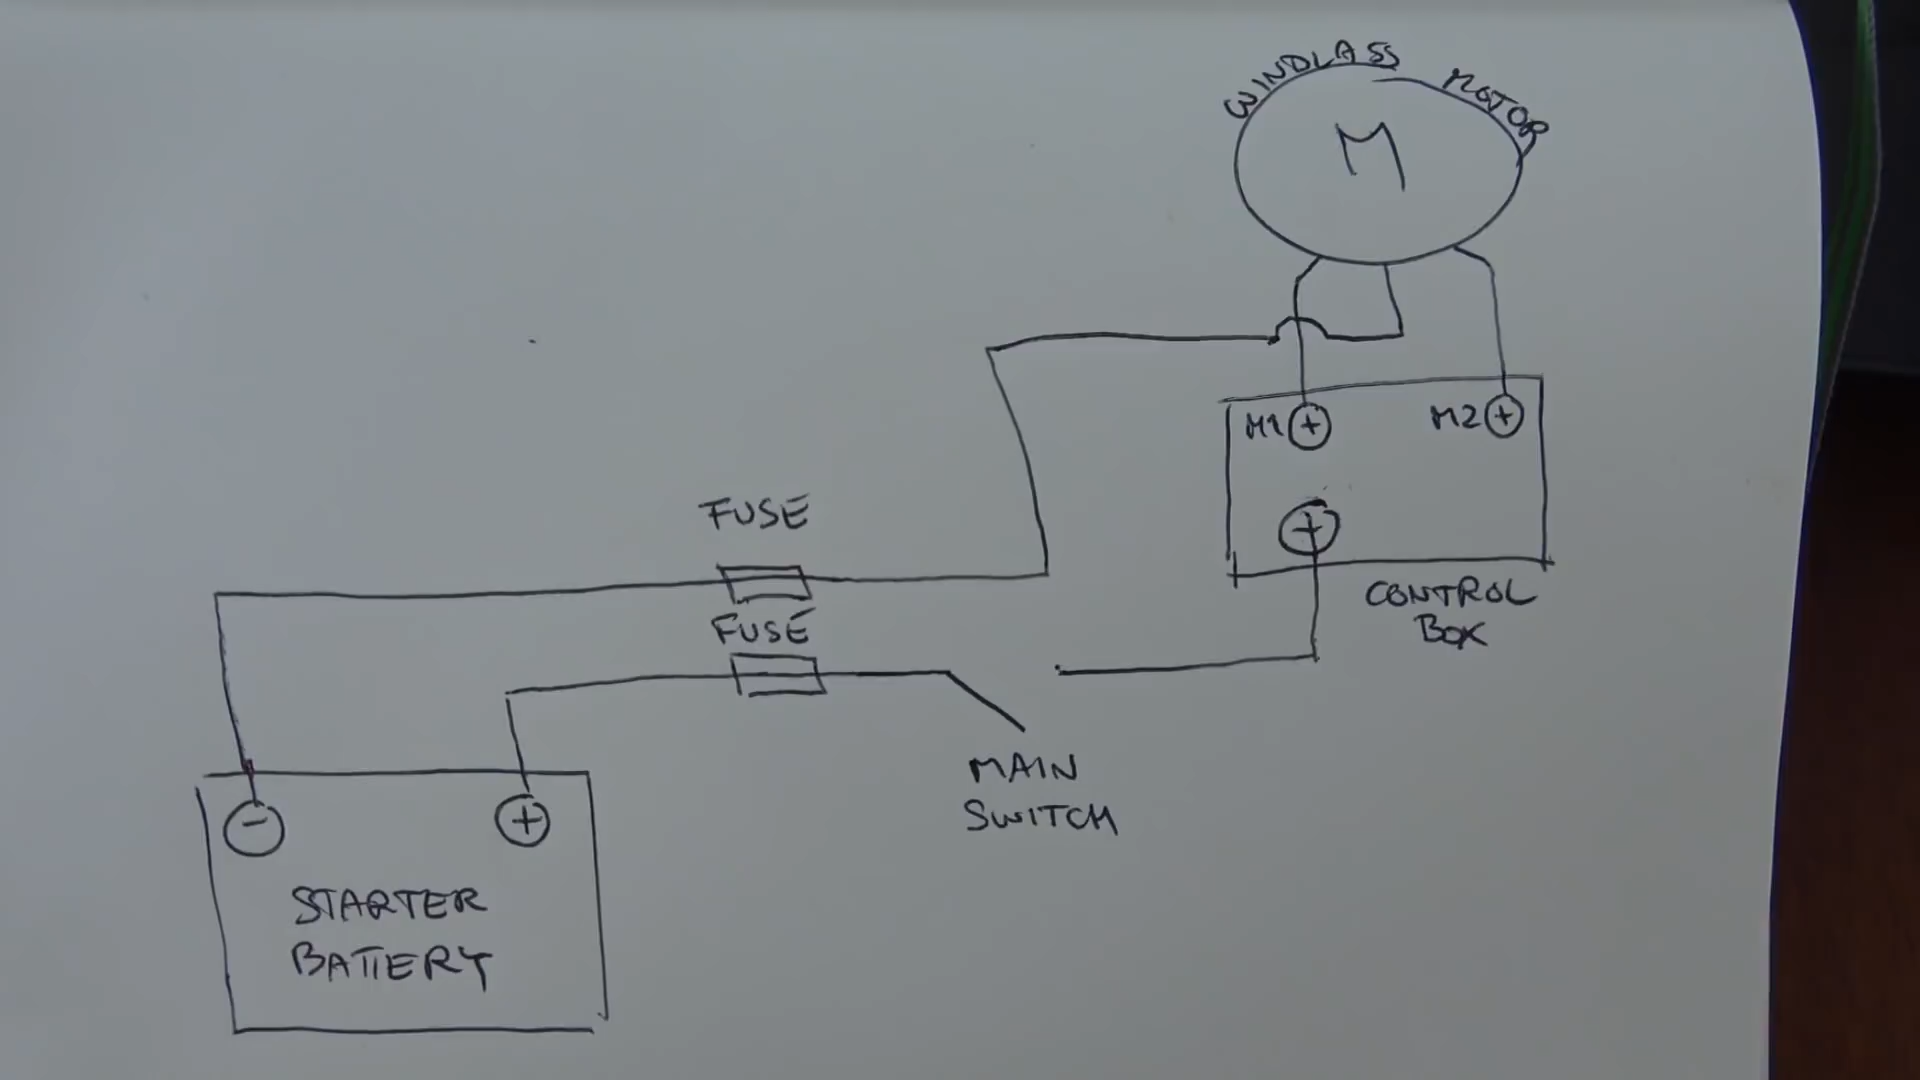 WINDLASS MOTOR
M
M1 +
M2 +
+
CONTROL
BOX
FUSE
FUSE
MAIN
SWITCH
- +
STARTER
BATTERY